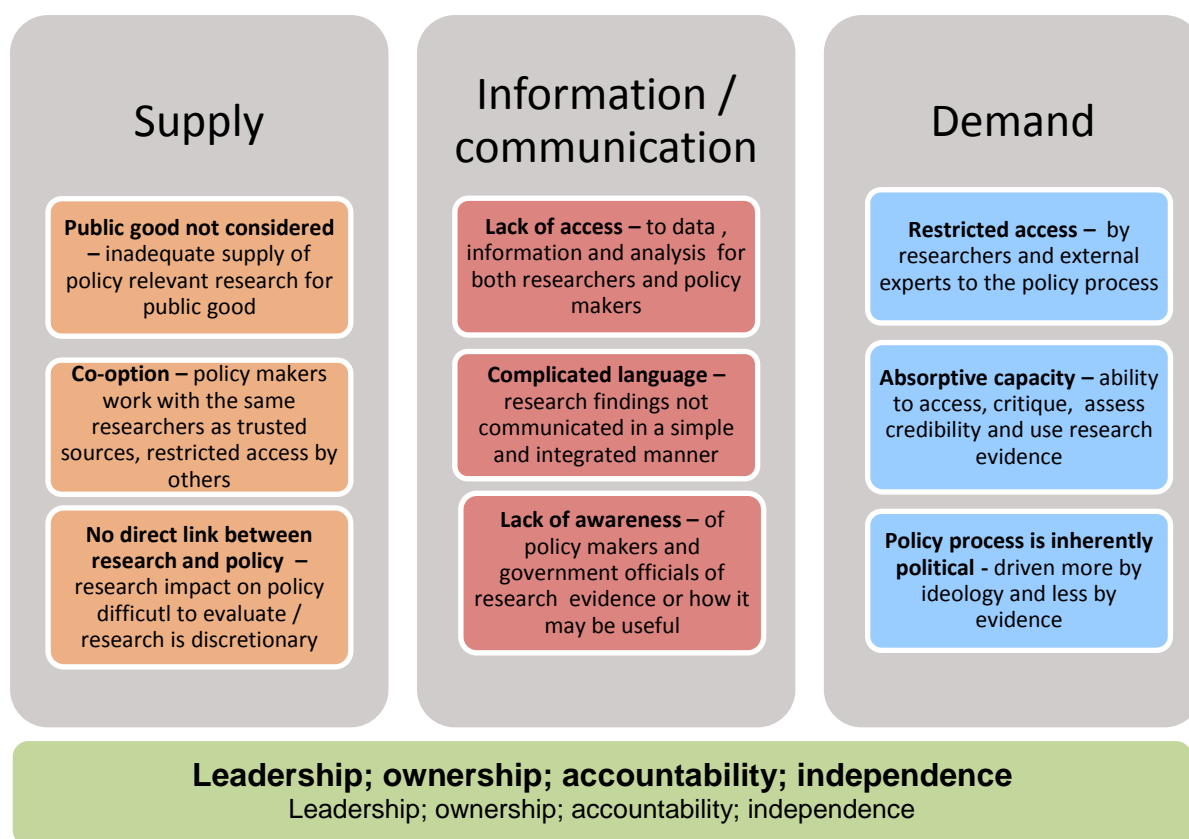 Supply
Public good not considered
– inadequate supply of
policy relevant research for
public good
Co-option – policy makers
work with the same
researchers as trusted
sources, restricted access by
others
No direct link between
research and policy –
research impact on policy
difficutl to evaluate /
research is discretionary
Information /
communication
Lack of access – to data ,
information and analysis for
both researchers and policy
makers
Complicated language –
research findings not
communicated in a simple
and integrated manner
Lack of awareness – of
policy makers and
government officials of
research evidence or how it
may be useful
Demand
Restricted access – by
researchers and external
experts to the policy process
Absorptive capacity – ability
to access, critique, assess
credibility and use research
evidence
Policy process is inherently
political - driven more by
ideology and less by
evidence
Leadership; ownership; accountability; independence
Leadership; ownership; accountability; independence